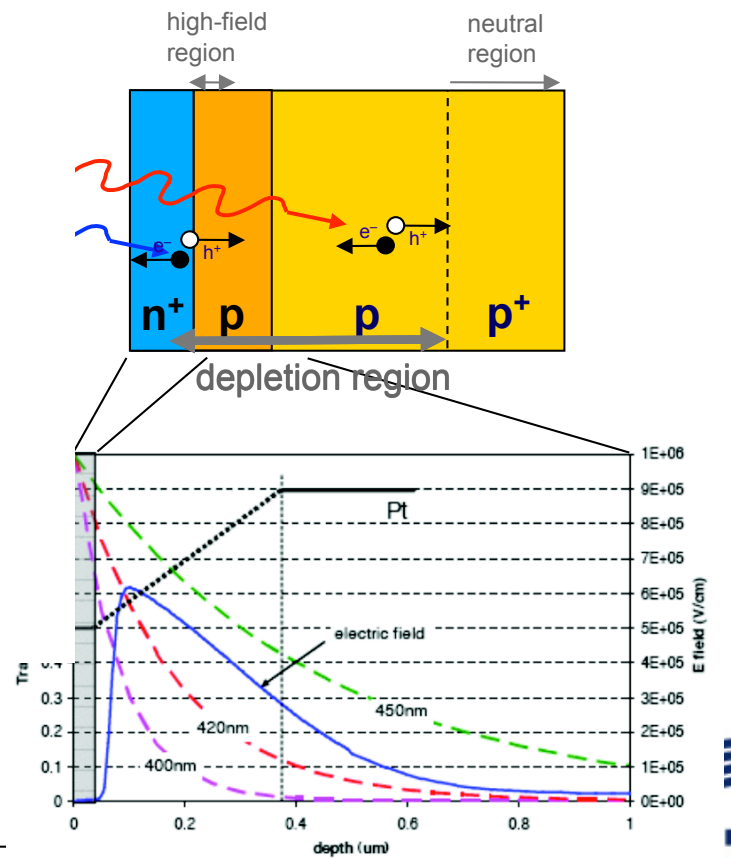 high-field
region
neutral
region
e⁻
h⁺
e⁻
h⁺
n⁺
p
p
p⁺
depletion region
1E+06
9E+05
8E+05
7E+05
6E+05
5E+05
4E+05
3E+05
2E+05
1E+05
0E+00
E field (V/cm)
Pt
electric field
450nm
420nm
400nm
0.3
0.2
0.1
0
0
0.2
0.4
0.6
0.8
1
depth (um)